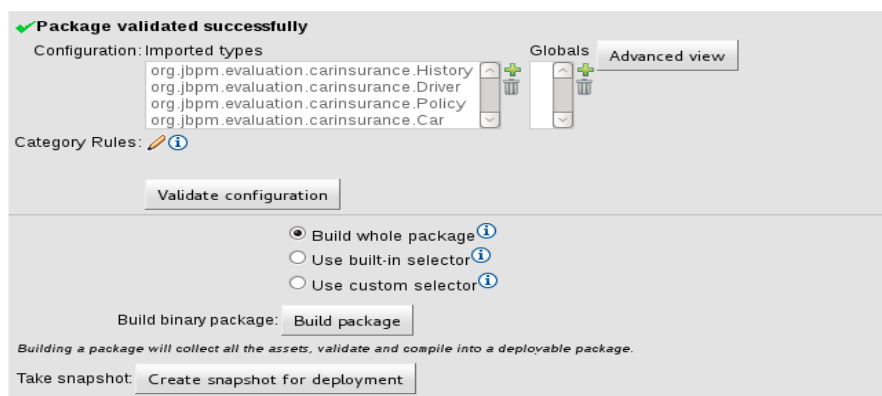 Package validated successfully
Configuration: Imported types Globals Advanced view
org.jbpm.evaluation.carinsurance.History
org.jbpm.evaluation.carinsurance.Driver
org.jbpm.evaluation.carinsurance.Policy
org.jbpm.evaluation.carinsurance.Car
Category Rules:
Validate configuration
Build whole package
Use built-in selector
Use custom selector
Build binary package: Build package
Building a package will collect all the assets, validate and compile into a deployable package.
Take snapshot: Create snapshot for deployment